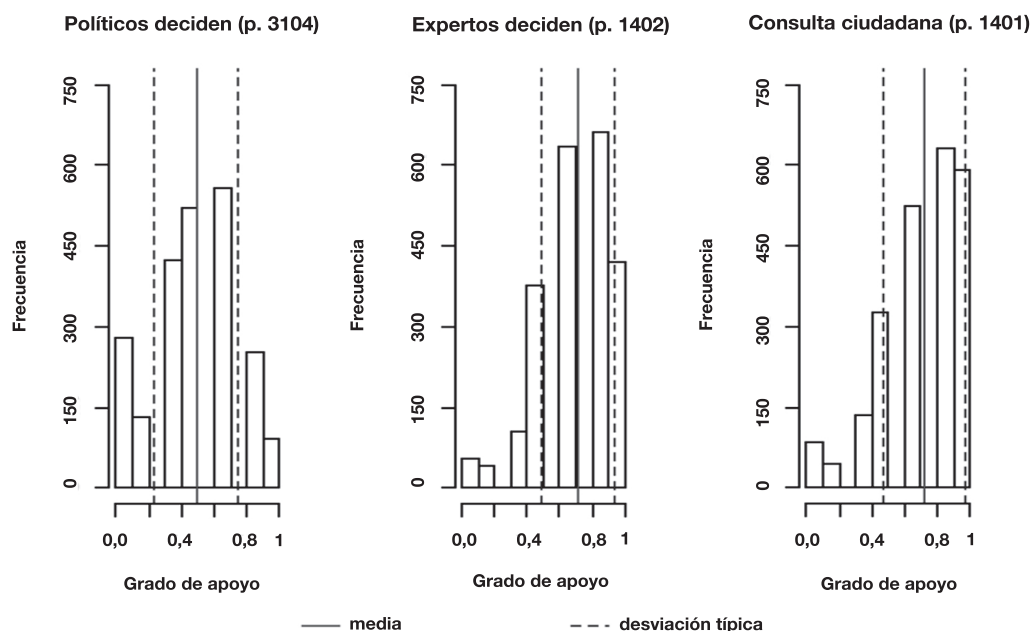 Políticos deciden (p. 3104)
Frecuencia
750
600
450
300
150
0
0,0 0,4 0,8 1
Grado de apoyo
Expertos deciden (p. 1402)
Frecuencia
750
600
450
300
150
0
0,0 0,4 0,8 1
Grado de apoyo
Consulta ciudadana (p. 1401)
Frecuencia
750
600
450
300
150
0
0,0 0,4 0,8 1
Grado de apoyo
media
desviación típica